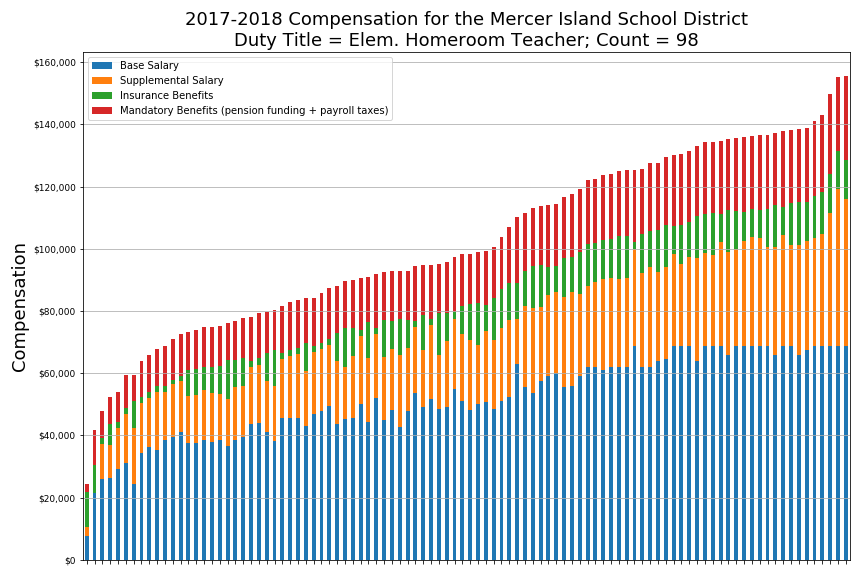 2017-2018 Compensation for the Mercer Island School District
Duty Title = Elem. Homeroom Teacher; Count = 98
Base Salary
Supplemental Salary
Insurance Benefits
Mandatory Benefits (pension funding + payroll taxes)
$160,000
$140,000
$120,000
$100,000
$80,000
$60,000
$40,000
$20,000
$0
Compensation